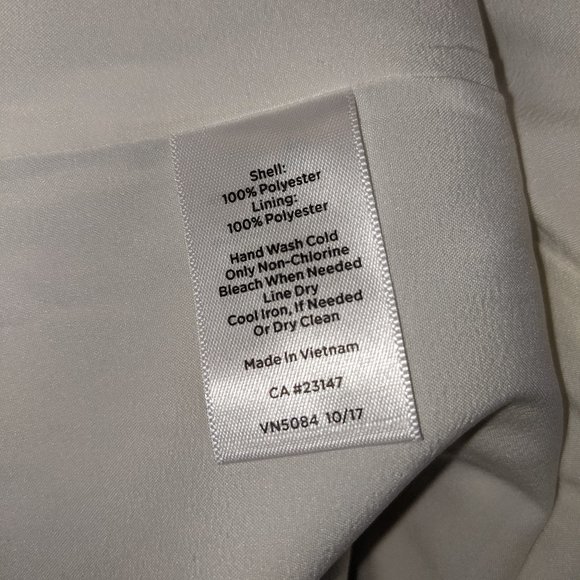 Shell:
100% Polyester
Lining:
100% Polyester
Hand Wash Cold
Only Non-Chlorine
Bleach When Needed
Line Dry
Cool Iron, If Needed
Or Dry Clean
Made In Vietnam
CA #23147
VN5084 10/17